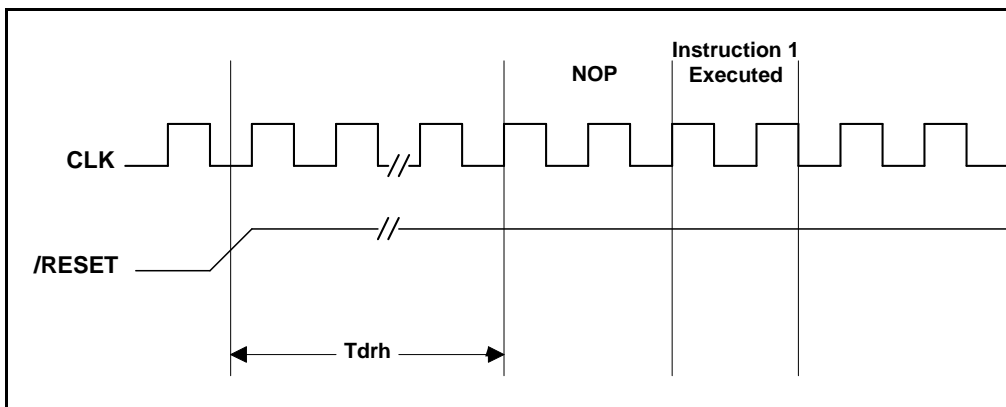 Instruction 1
NOP
Executed
CLK
/RESET
Tdrh